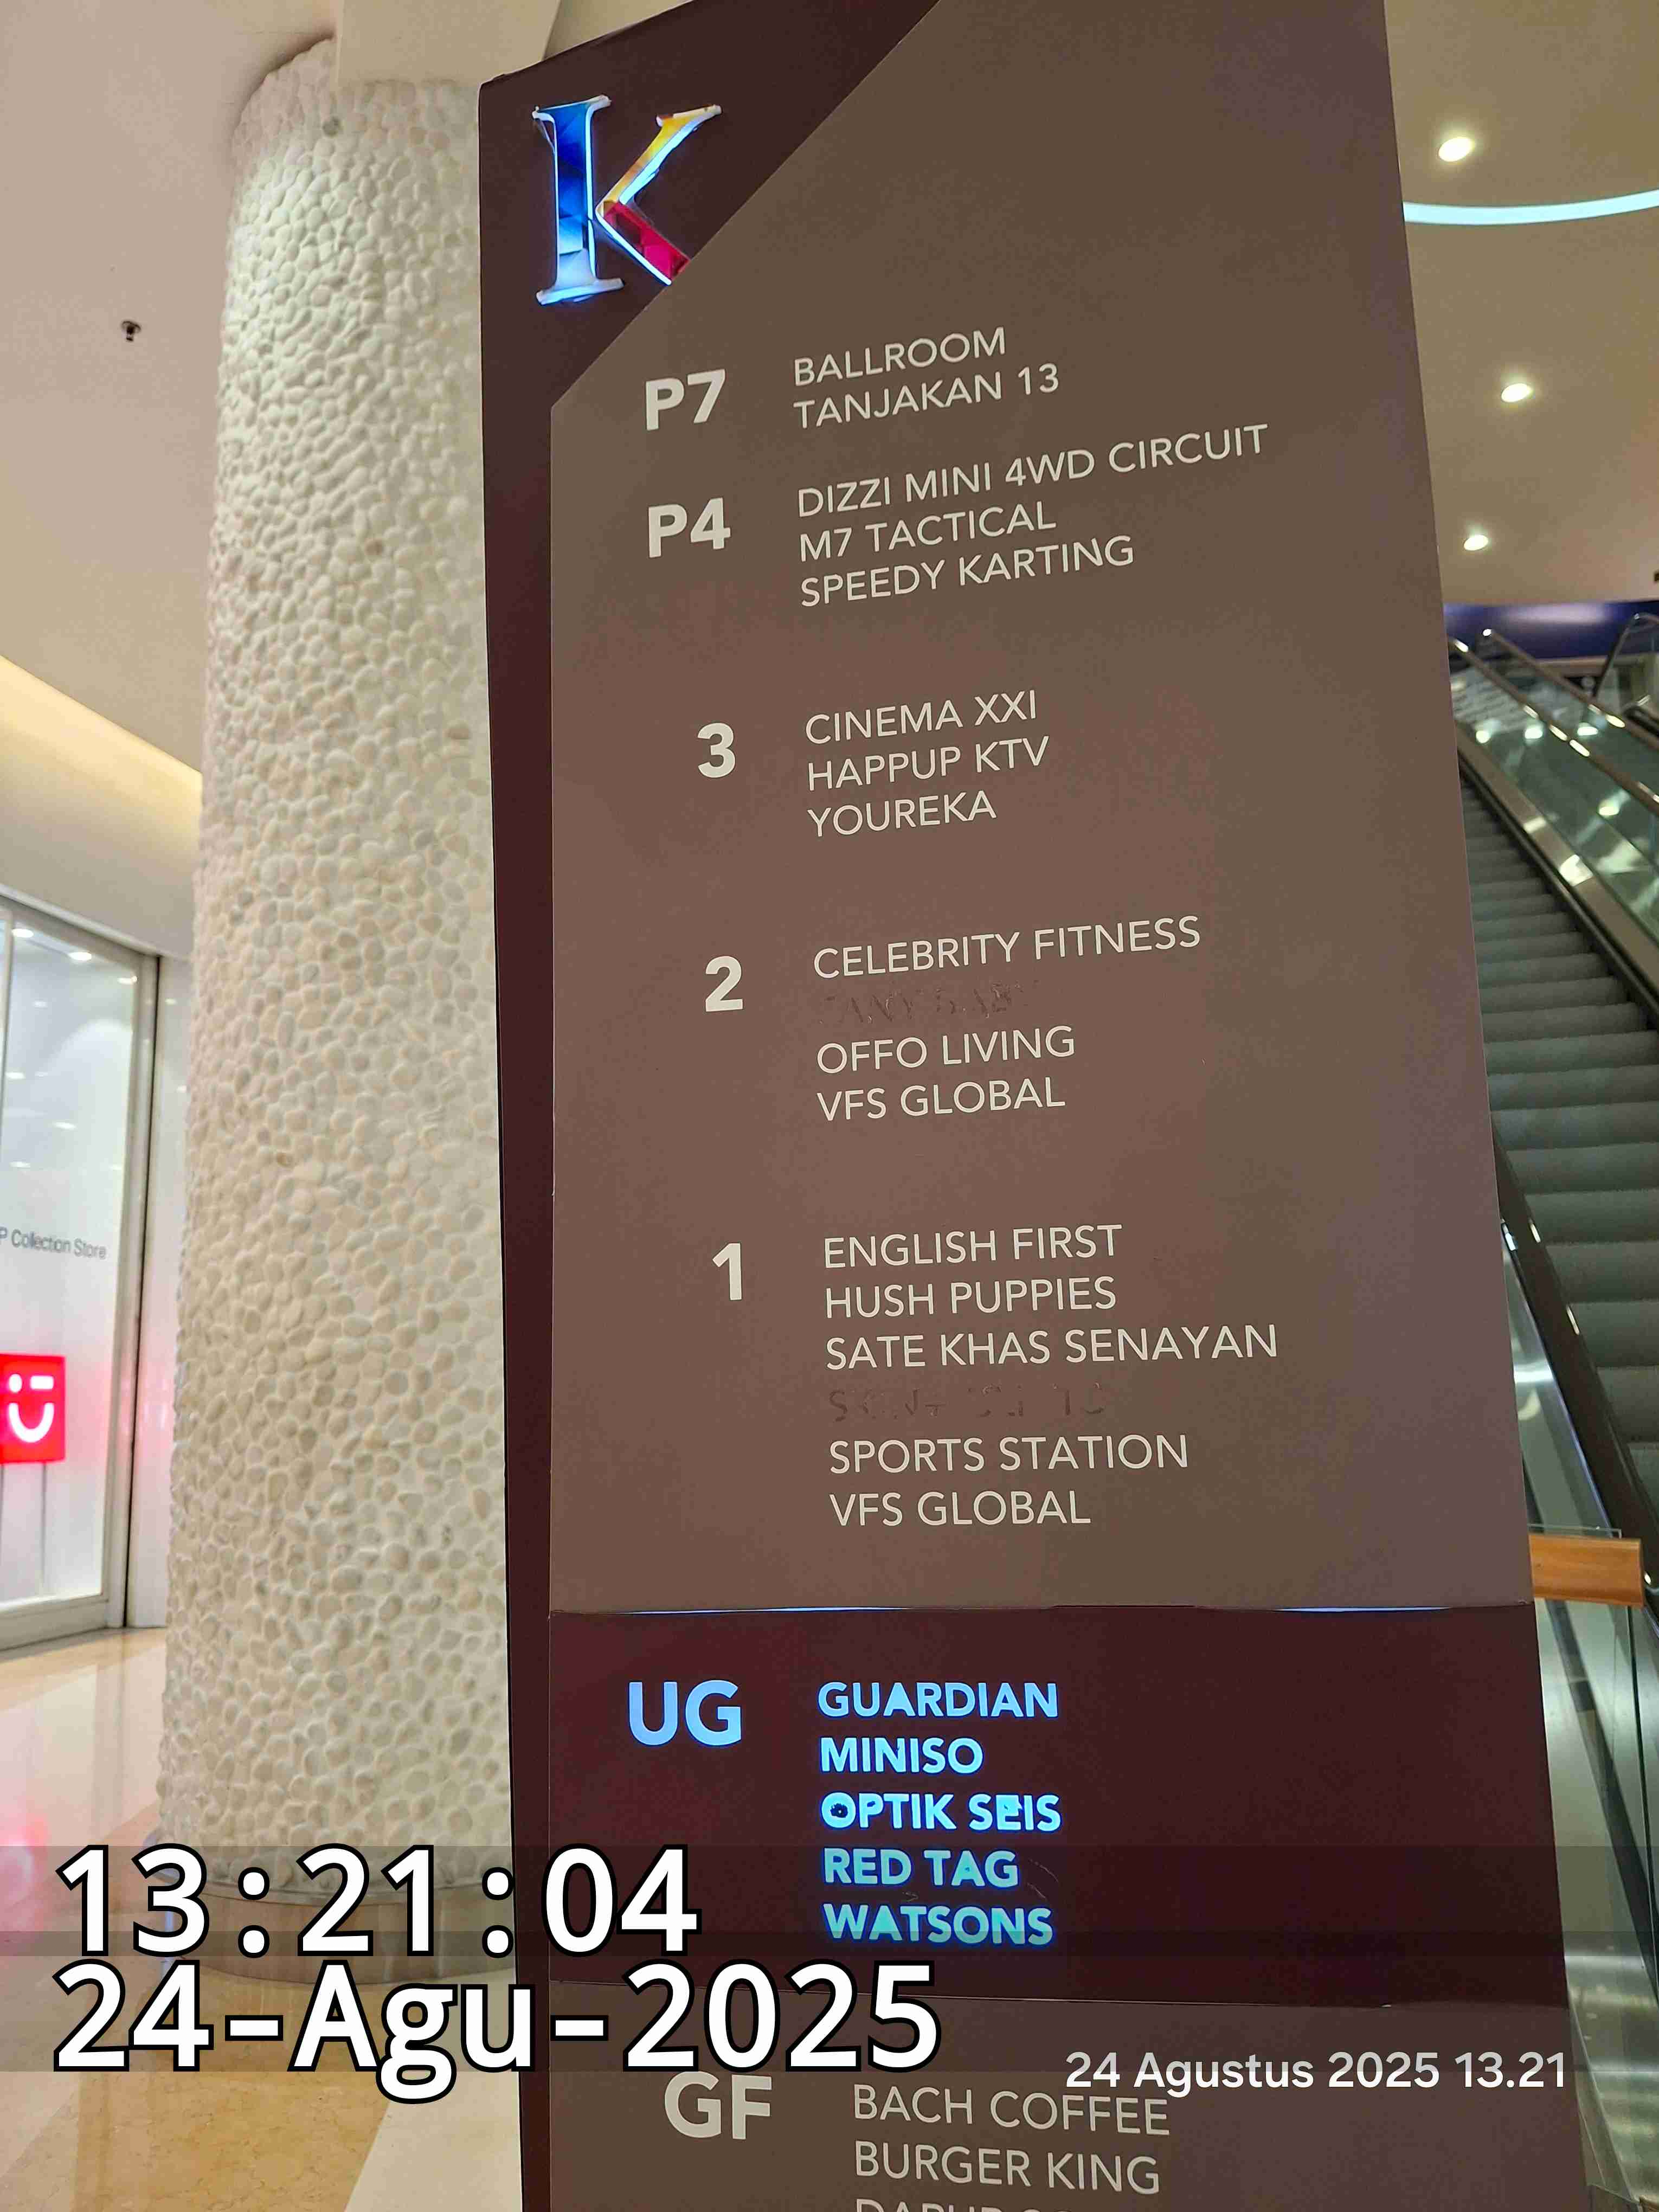 K
P7
BALLROOM
TANJAKAN 13
P4
DIZZI MINI 4WD CIRCUIT
M7 TACTICAL
SPEEDY KARTING
3
CINEMA XXI
HAPPUP KTV
YOUREKA
2
CELEBRITY FITNESS
OFFO LIVING
VFS GLOBAL
1
ENGLISH FIRST
HUSH PUPPIES
SATE KHAS SENAYAN
SPORTS STATION
VFS GLOBAL
P Collection Store
UG
GUARDIAN
MINISO
OPTIK SEIS
RED TAG
WATSONS
GF
BACH COFFEE
BURGER KING
13:21:04
24-Agu-2025
24 Agustus 2025 13.21